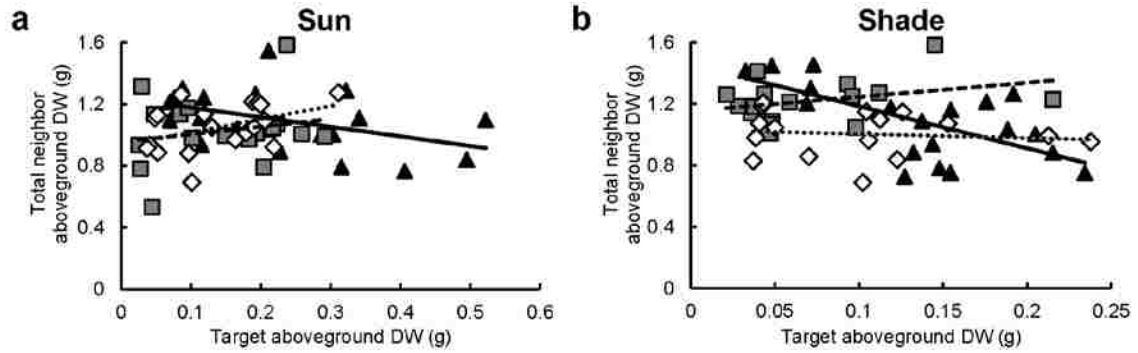 a
Sun
Total neighbor
aboveground DW (g)
1.6
1.2
0.8
0.4
0
0
0.1
0.2
0.3
0.4
0.5
0.6
Target aboveground DW (g)
b
Shade
Total neighbor
aboveground DW (g)
1.6
1.2
0.8
0.4
0
0
0.05
0.1
0.15
0.2
0.25
Target aboveground DW (g)